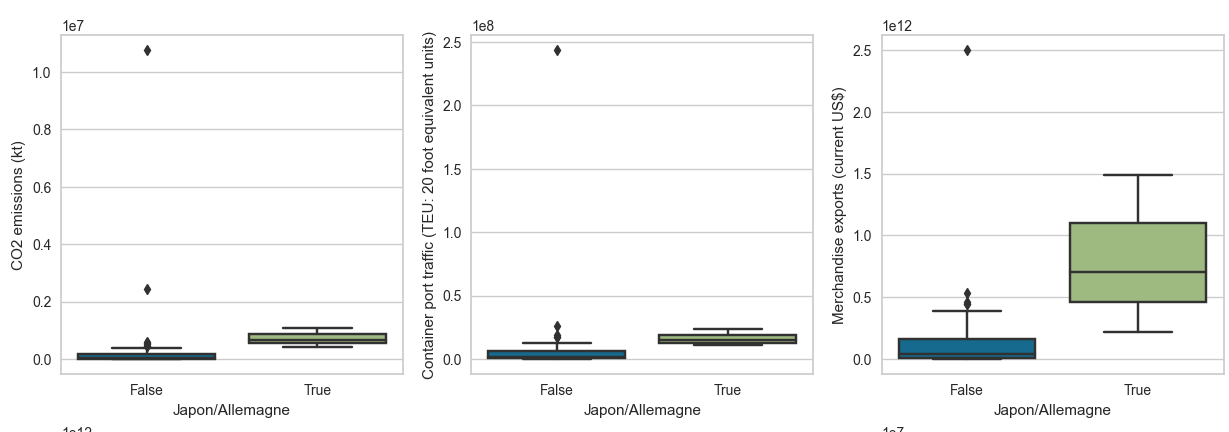 1e7
CO2 emissions (kt)
1.0
0.8
0.6
0.4
0.2
0.0
False
True
Japon/Allemagne
1e8
Container port traffic (TEU: 20 foot equivalent units)
2.5
2.0
1.5
1.0
0.5
0.0
False
True
Japon/Allemagne
1e12
Merchandise exports (current US$)
2.5
2.0
1.5
1.0
0.5
0.0
False
True
Japon/Allemagne
1e12
1e7